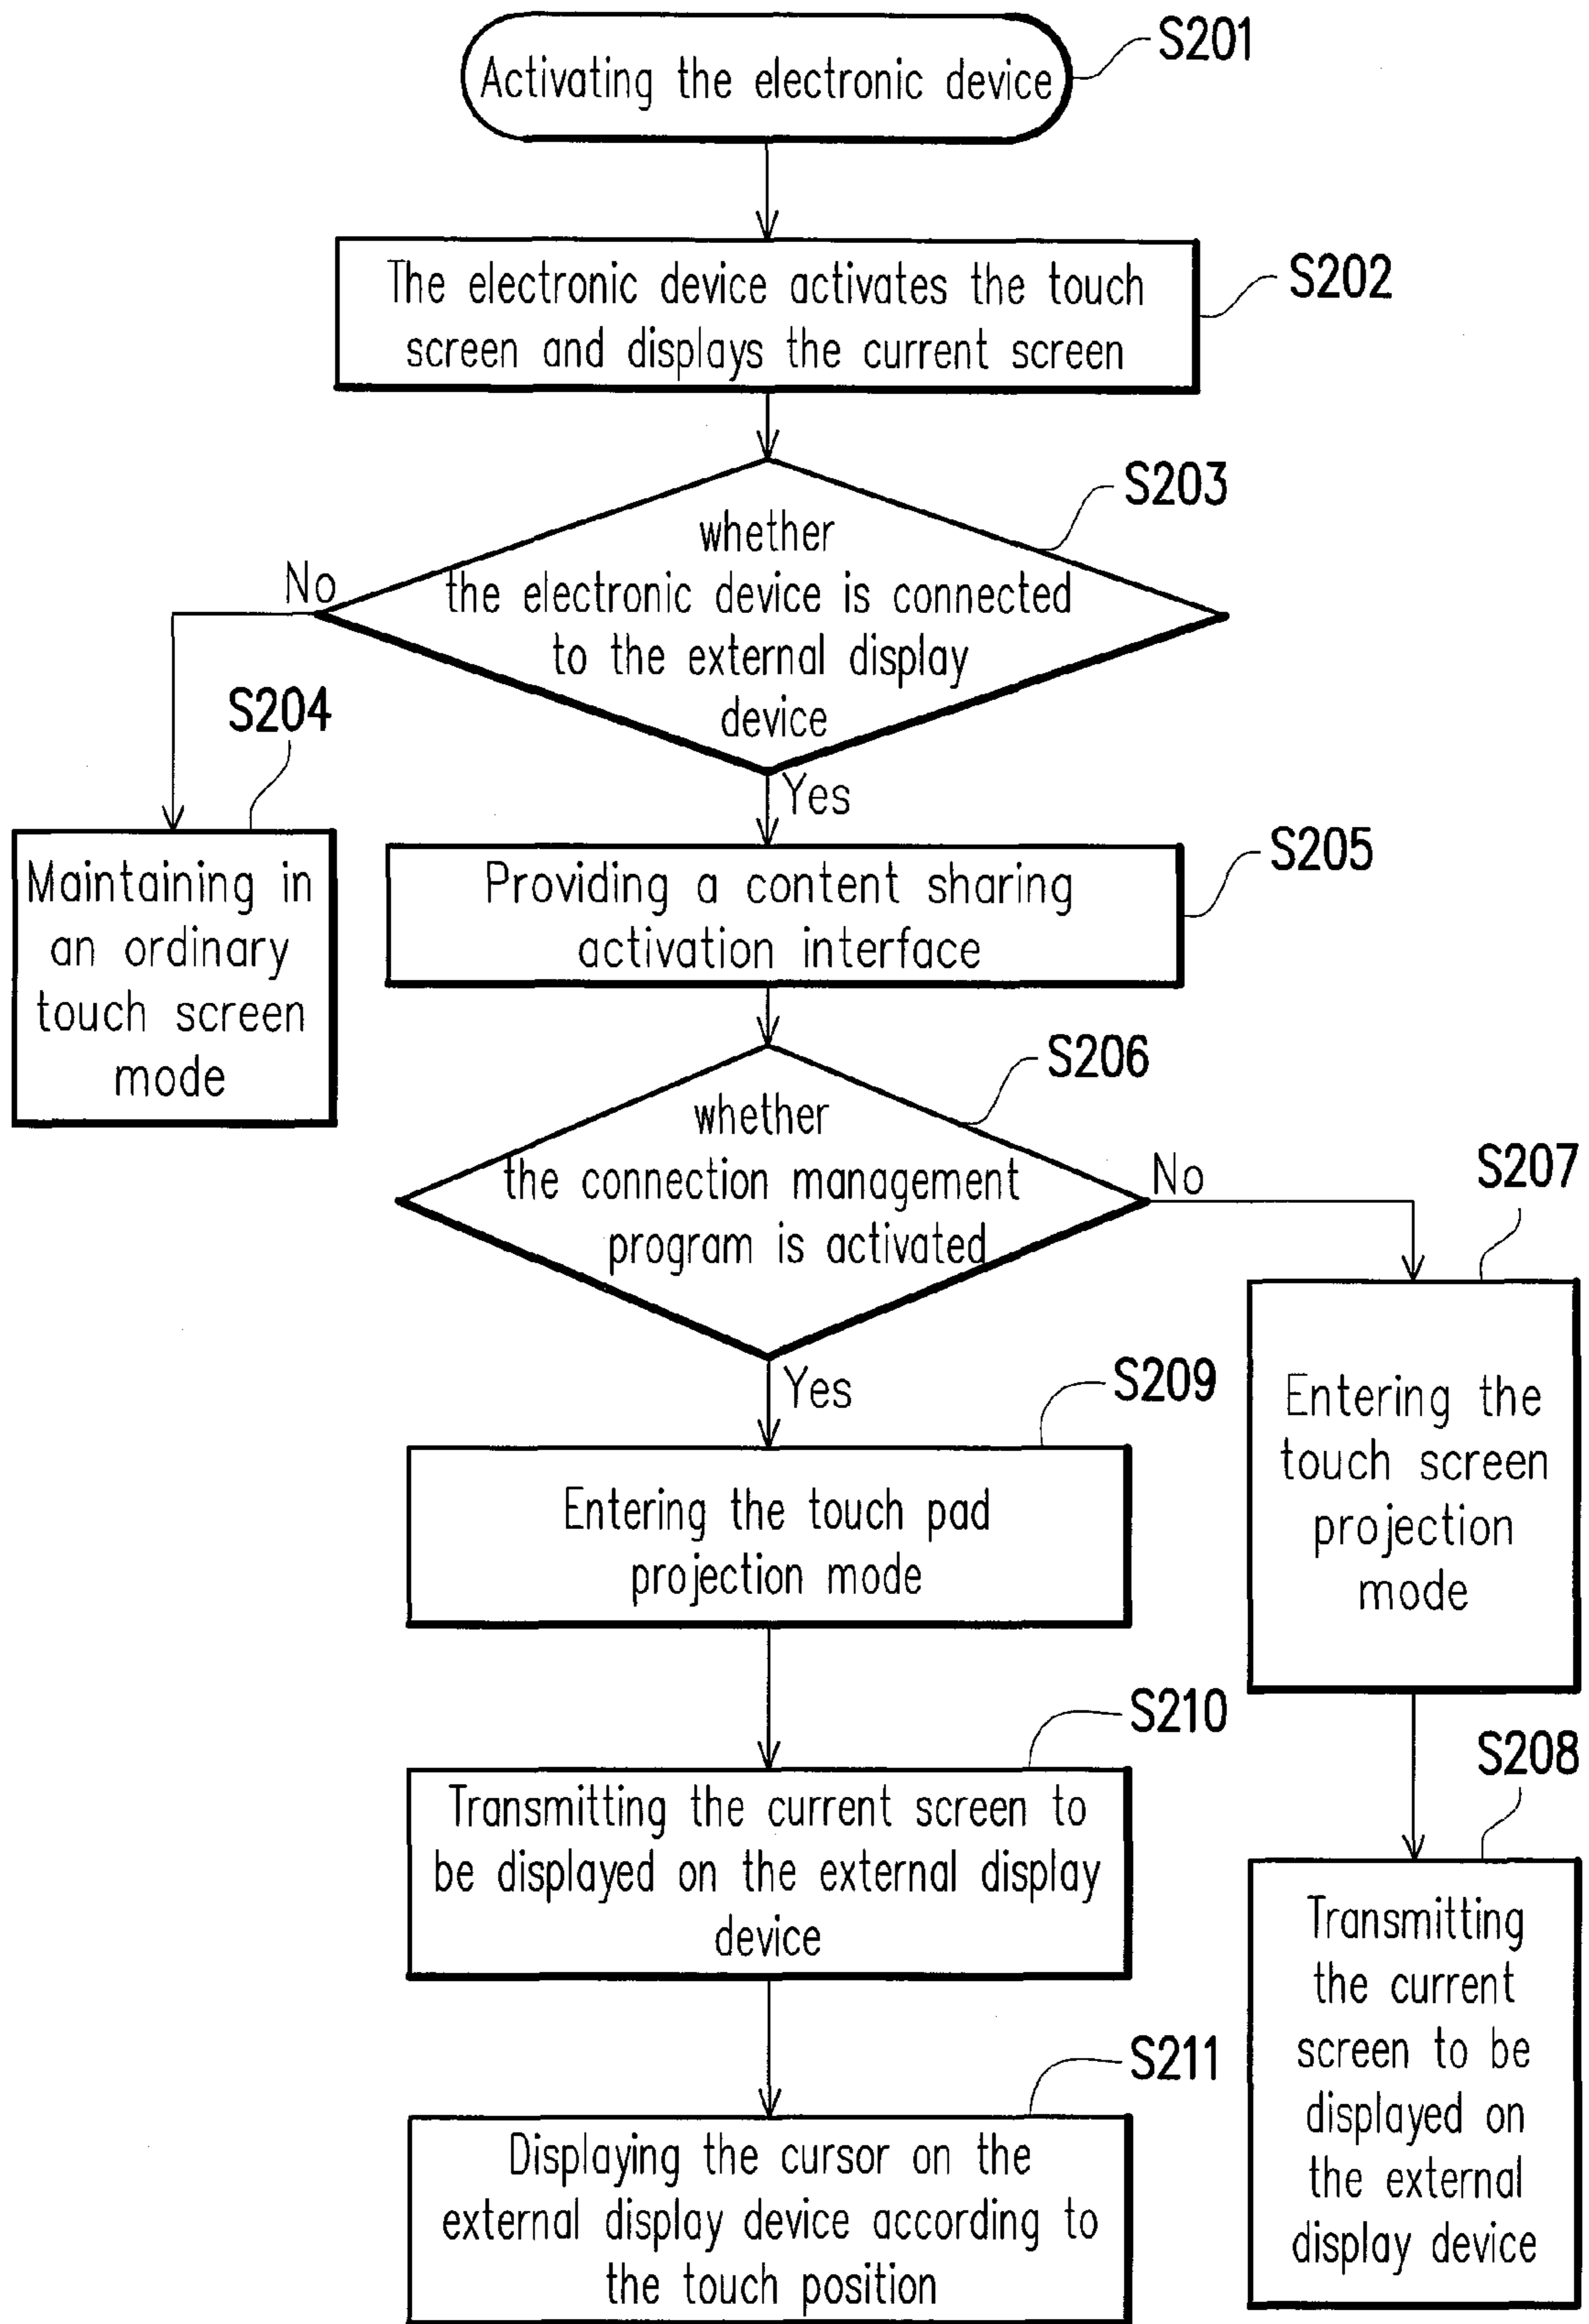 S201
Activating the electronic device
S202
The electronic device activates the touch
screen and displays the current screen
S203
whether
the electronic device is connected
to the external display
device
No
Yes
S204
Maintaining in
an ordinary
touch screen
mode
S205
Providing a content sharing
activation interface
S206
whether
the connection management
program is activated
No
Yes
S207
Entering the
touch screen
projection
mode
S209
Entering the touch pad
projection mode
S210
Transmitting the current screen to
be displayed on the external display
device
S208
Transmitting
the current
screen to be
displayed on
the external
display device
S211
Displaying the cursor on the
external display device according to
the touch position